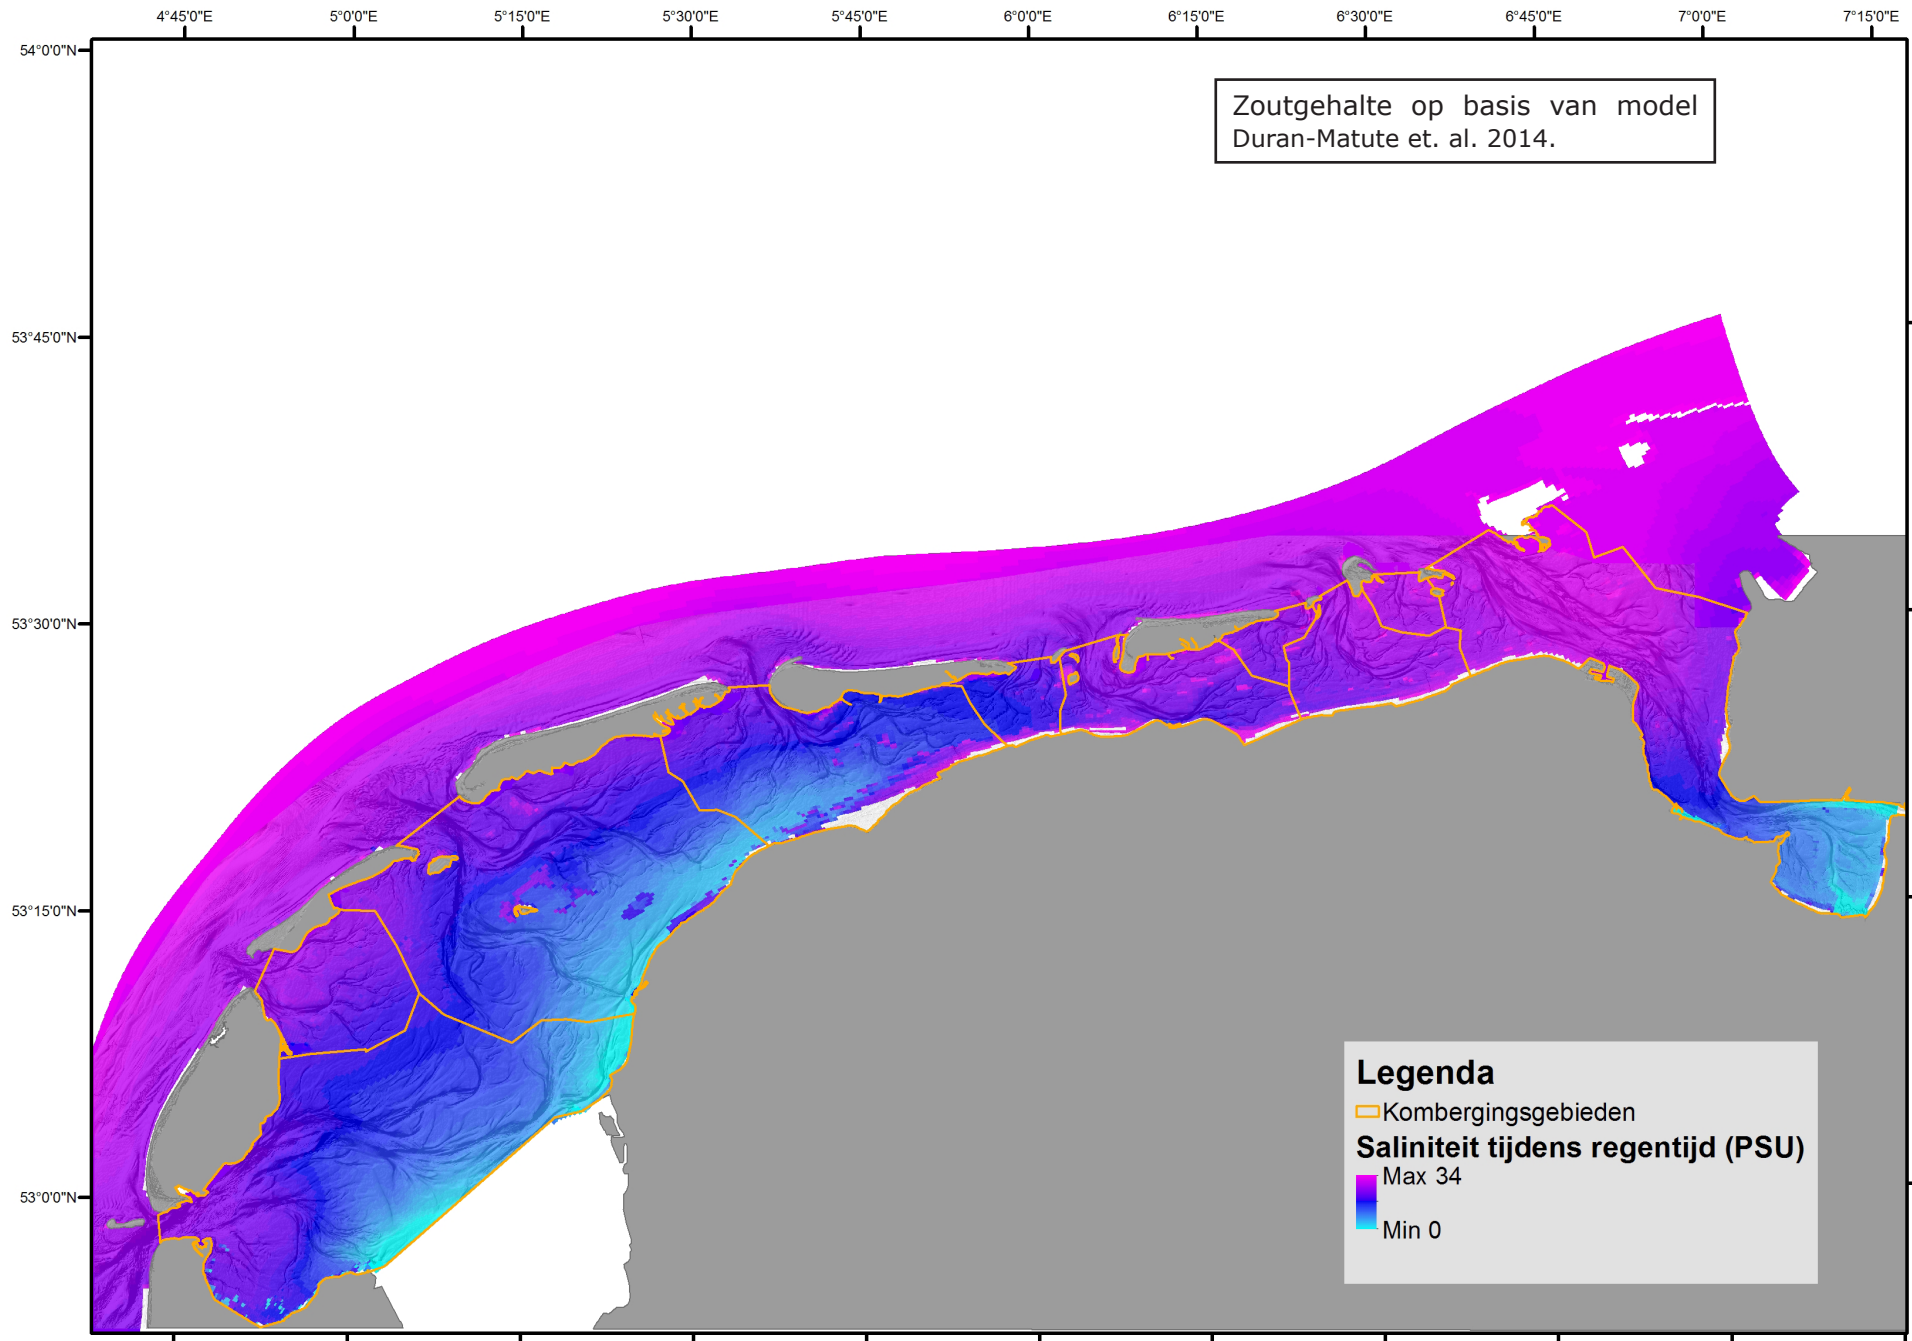 4°45'0"E 5°0'0"E 5°15'0"E 5°30'0"E 5°45'0"E 6°0'0"E 6°15'0"E 6°30'0"E 6°45'0"E 7°0'0"E 7°15'0"E
54°0'0"N
Zoutgehalte op basis van model
Duran-Matute et. al. 2014.
53°45'0"N
53°30'0"N
53°15'0"N
53°0'0"N
Legenda
Kombergingsgebieden
Saliniteit tijdens regentijd (PSU)
Max 34
Min 0